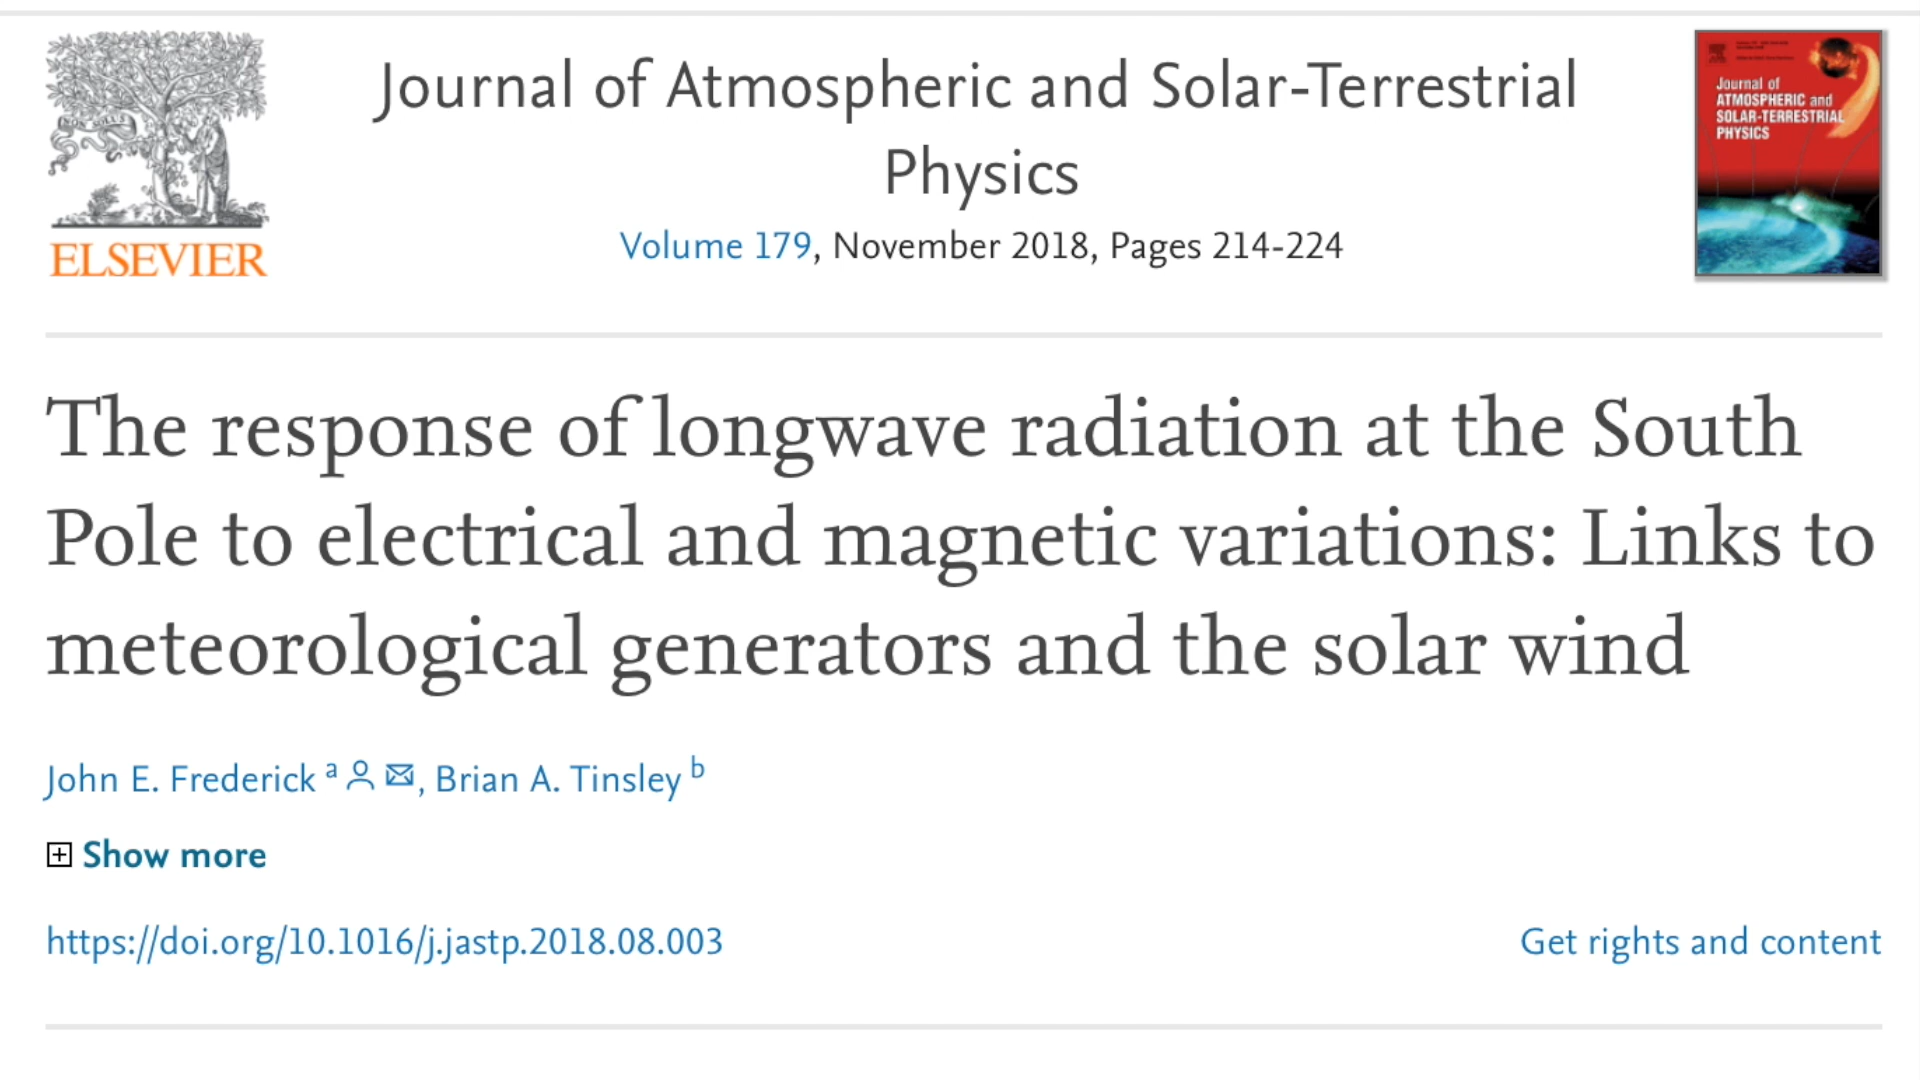 Journal of Atmospheric and Solar-Terrestrial
Physics
Volume 179, November 2018, Pages 214-224
ELSEVIER
Journal of
ATMOSPHERIC and
SOLAR-TERRESTRIAL
PHYSICS
The response of longwave radiation at the South
Pole to electrical and magnetic variations: Links to
meteorological generators and the solar wind
John E. Frederick a, Brian A. Tinsley b
Show more
https://doi.org/10.1016/j.jastp.2018.08.003
Get rights and content